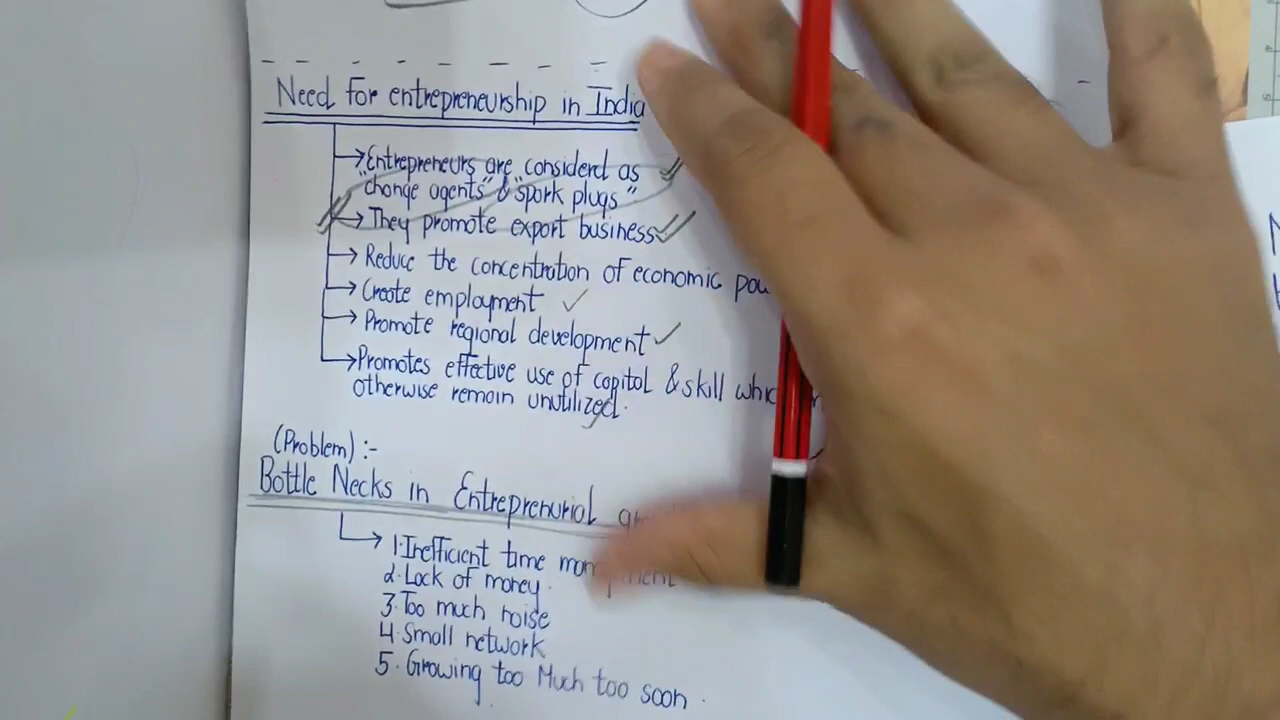 Need for entrepreneurship in India
Entrepreneurs are "considerd as
"change agents" & "spark plugs"
They promote export business
Reduce the concentration of economic
Create employment
Promote regional development
Promotes effective use of capital & skill
otherwise remain unutilized.
(Problem) :-
Bottle Necks in Entreprenurial
1. Inefficient time
2. Lack of money.
3. Too much noise
4. Small network
5. Growing too Much too soon.